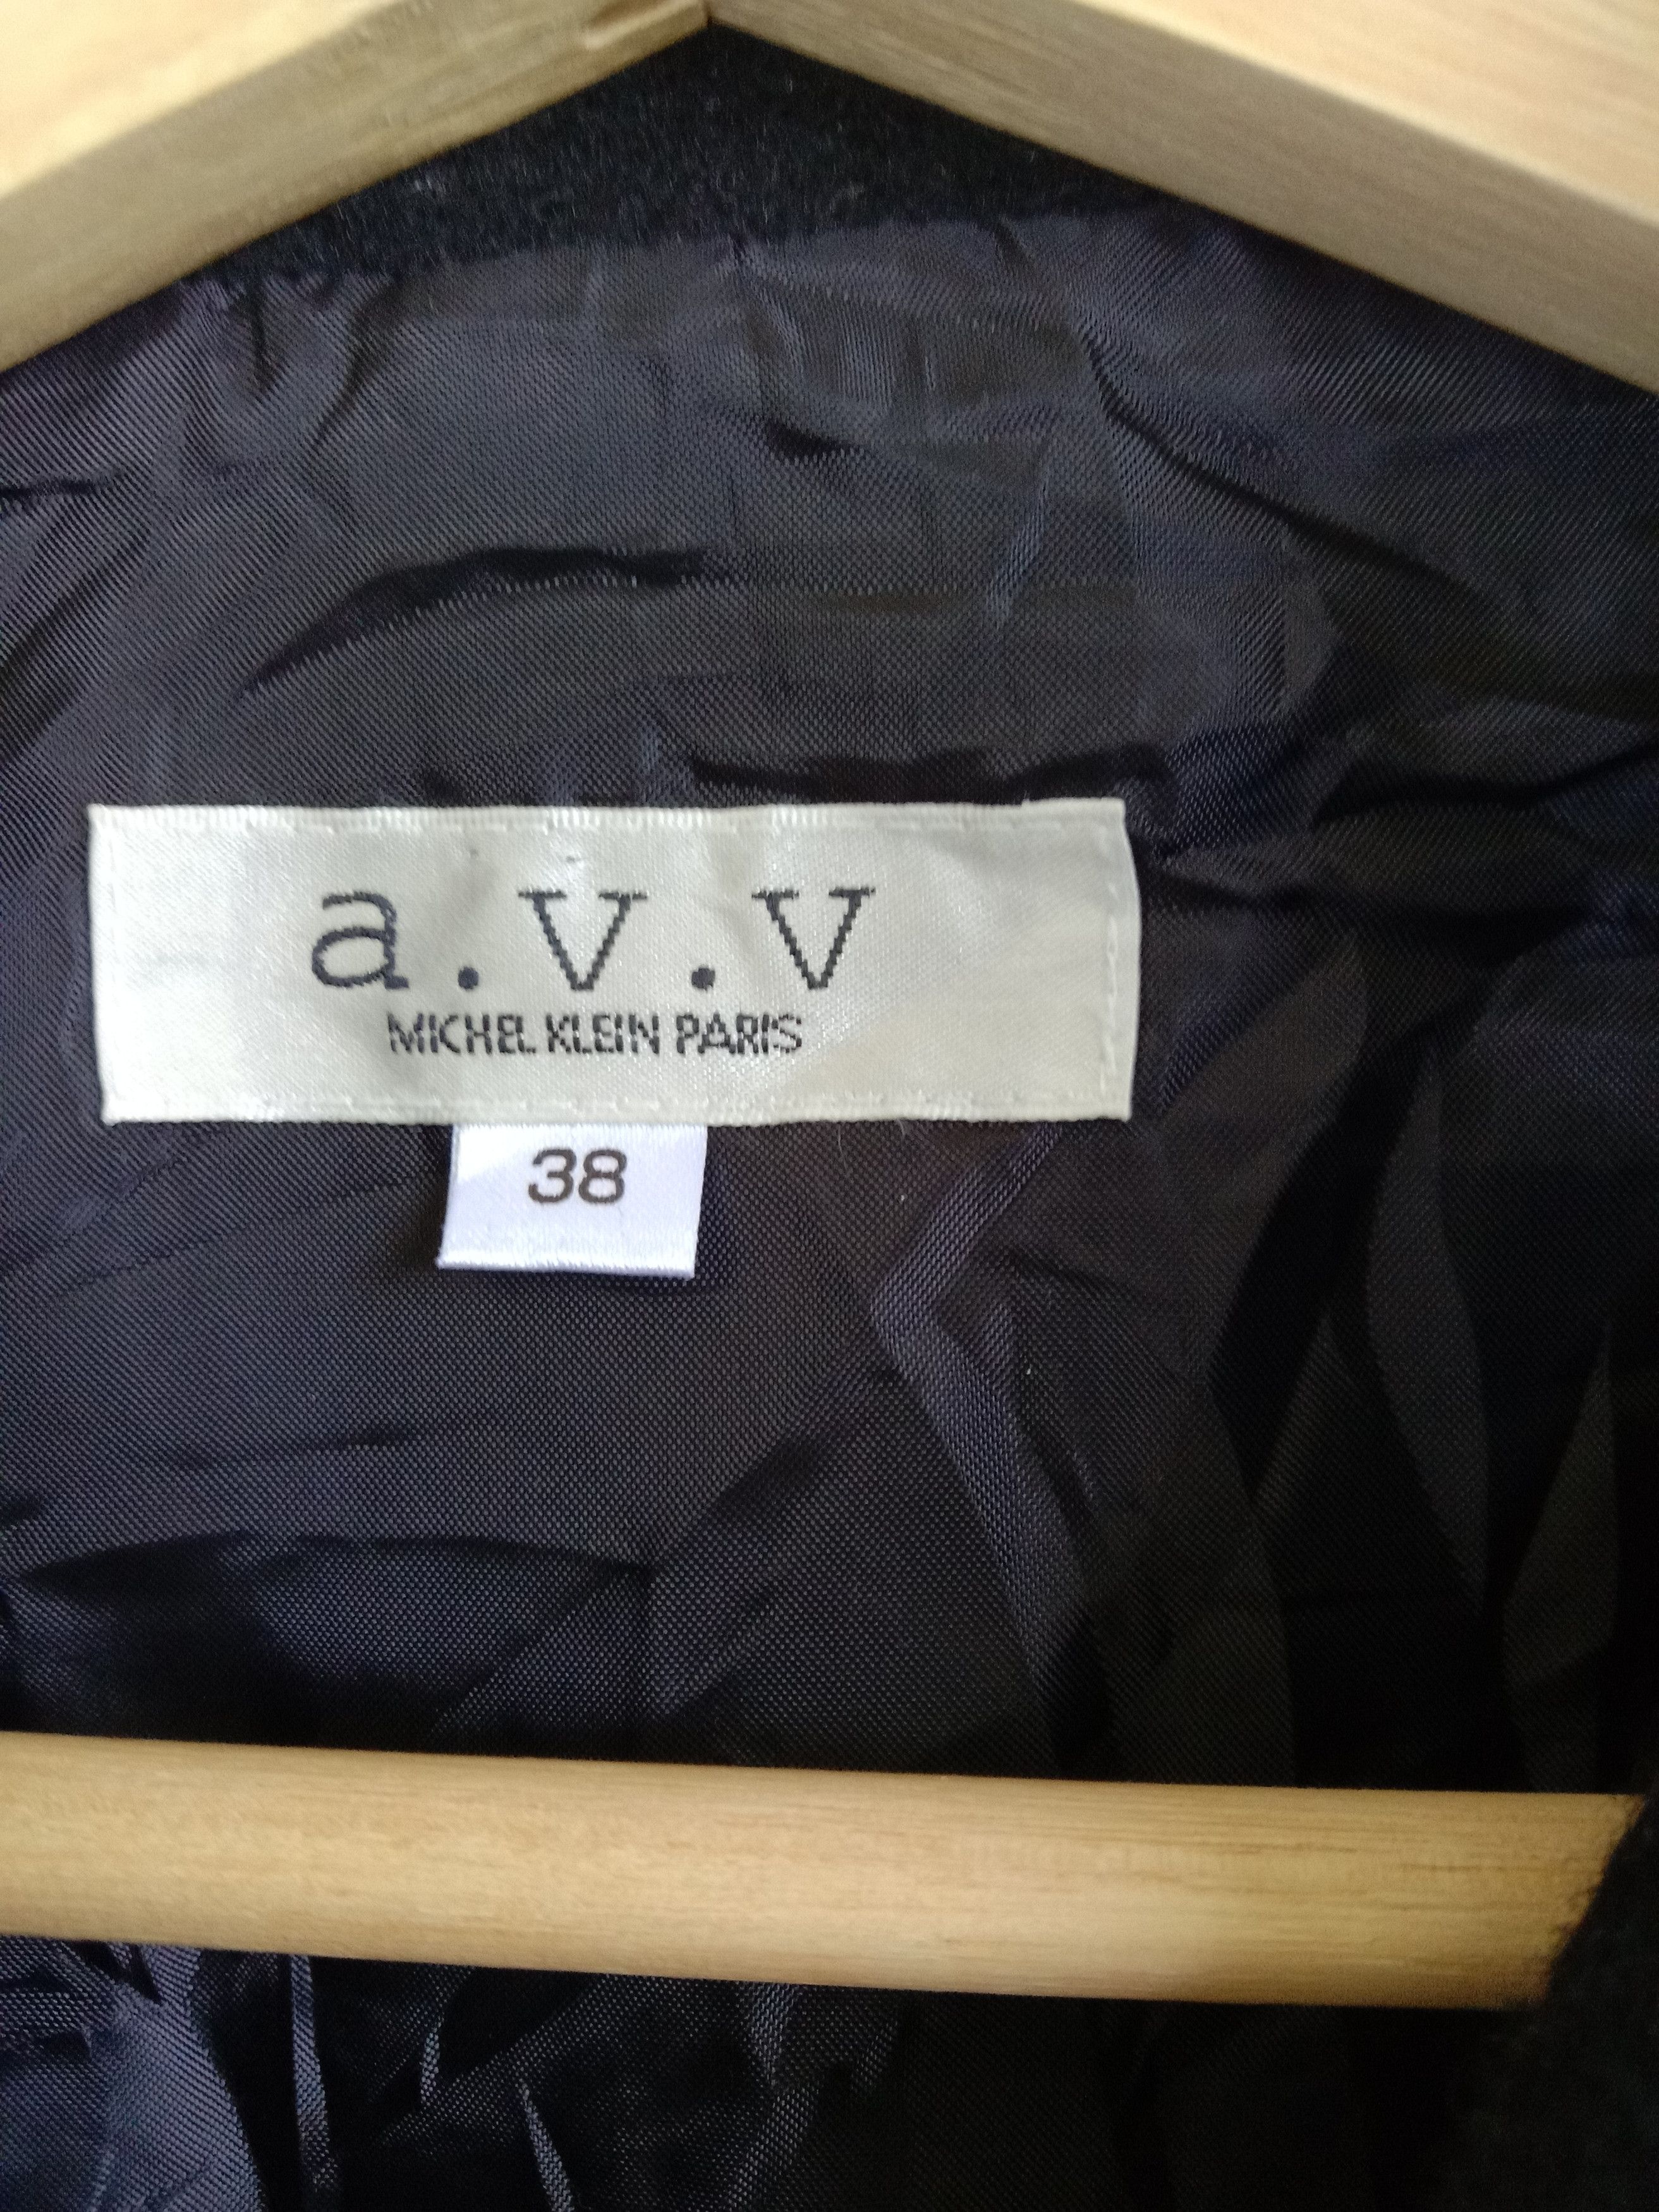 a.v.v
MICHEL KLEIN PARIS
38